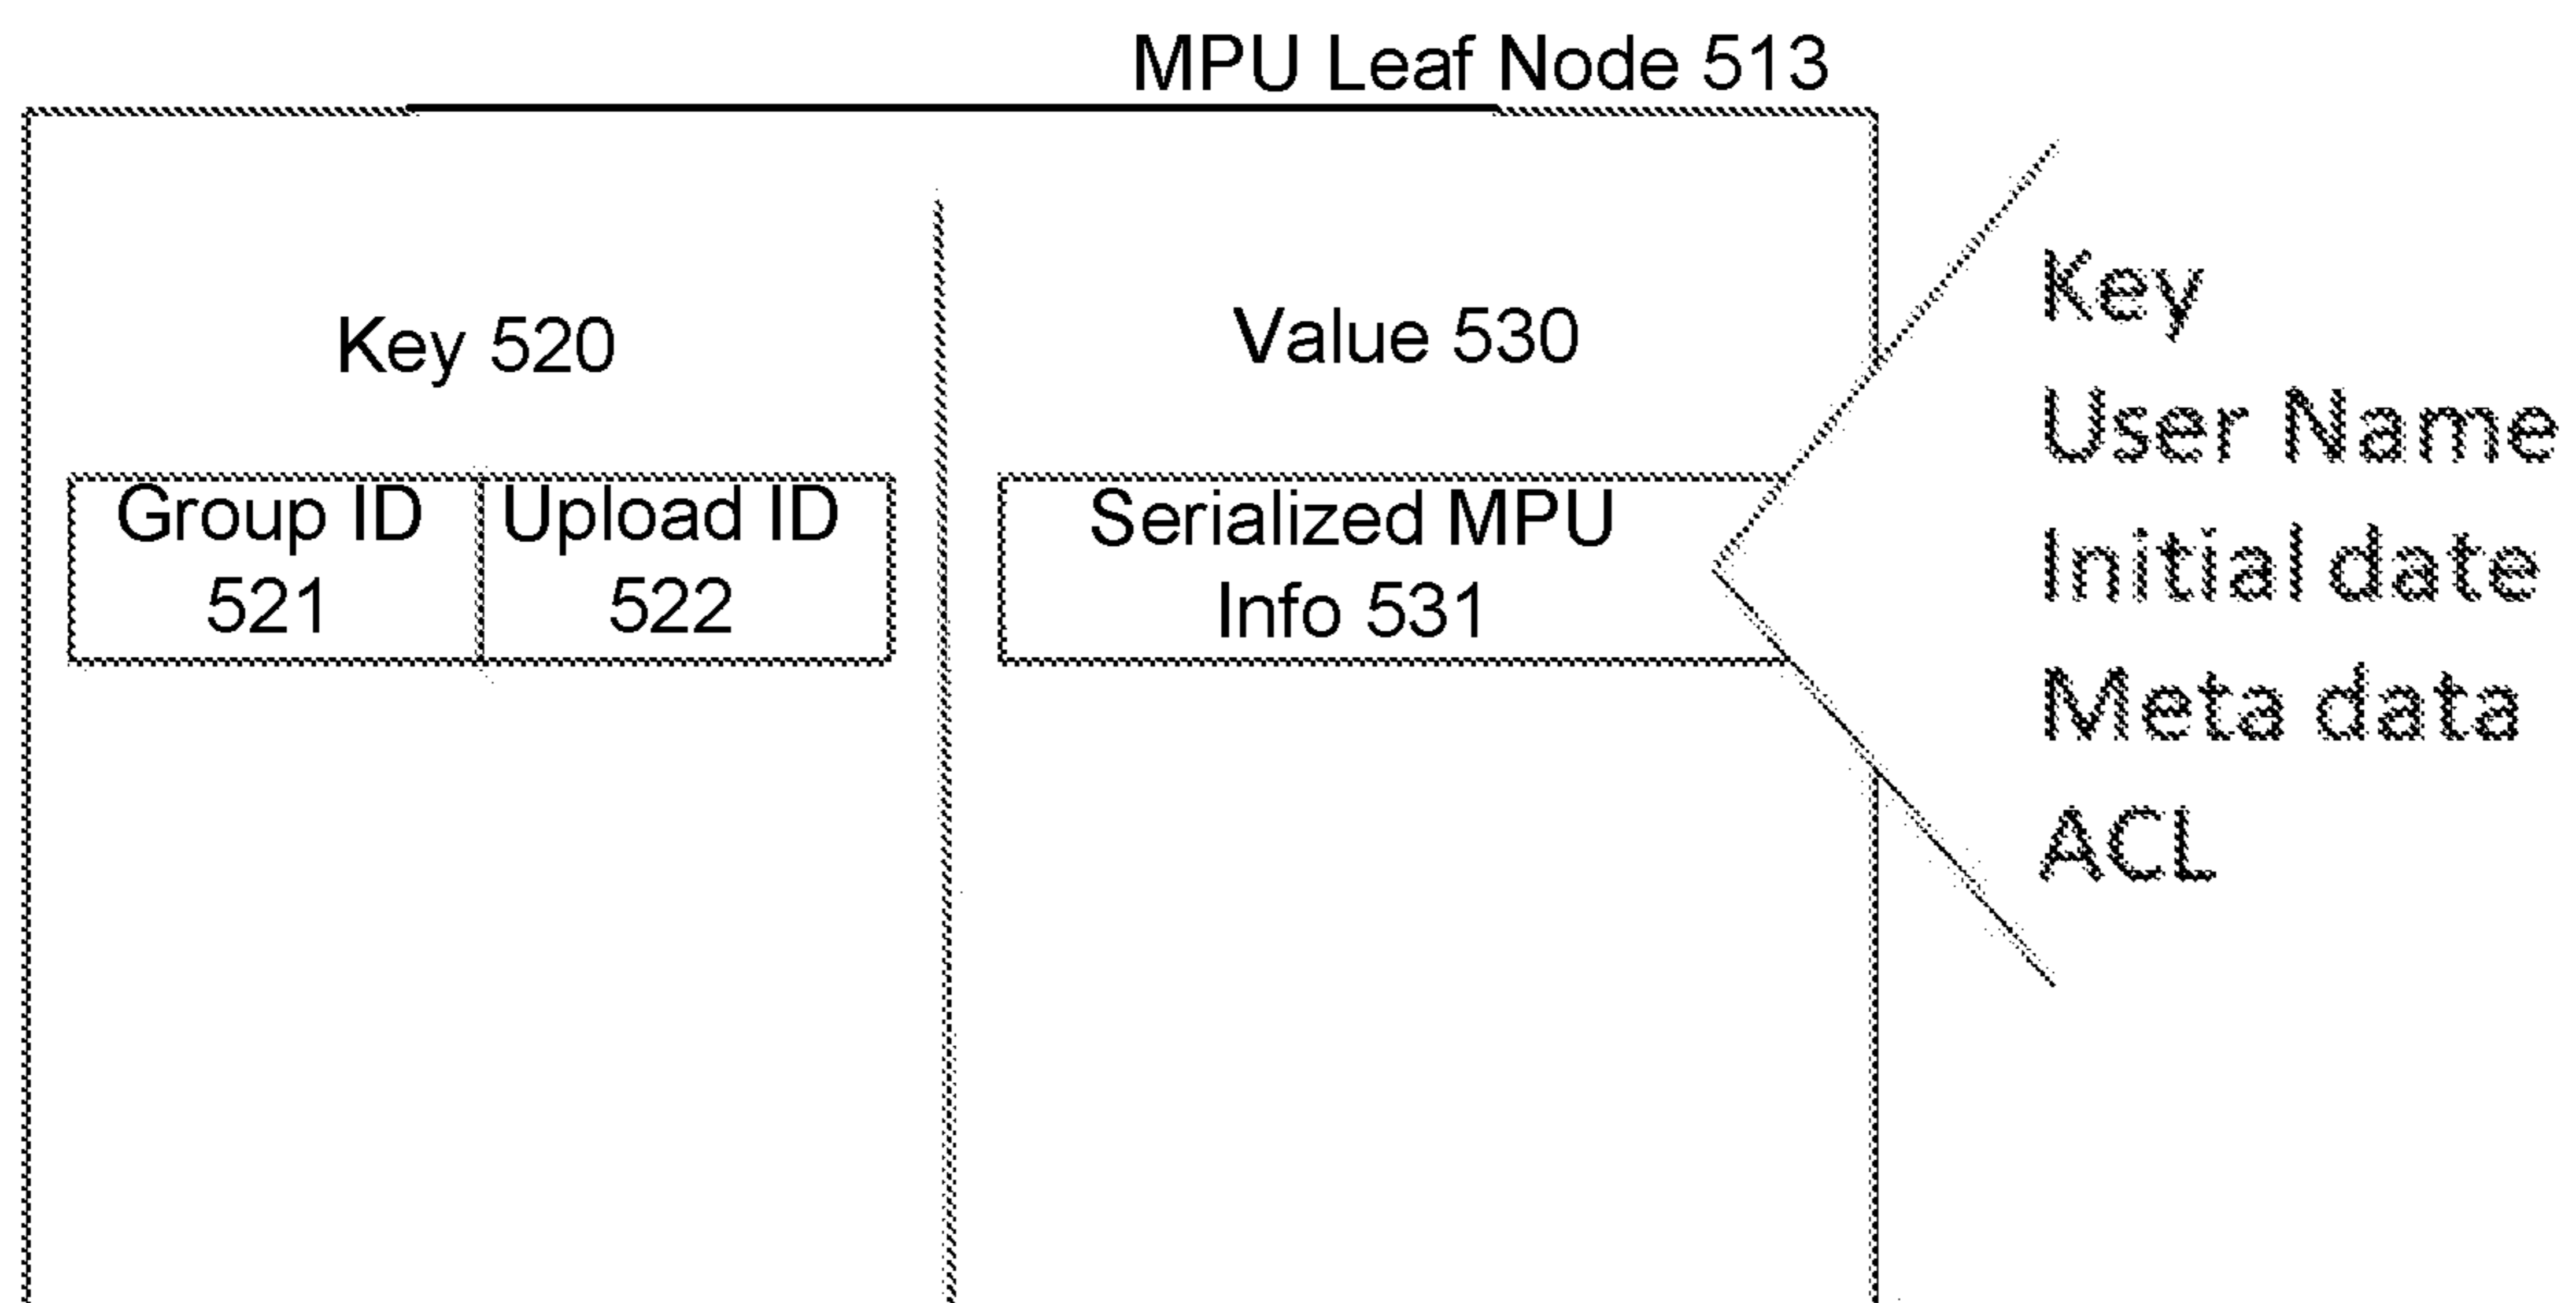 MPU Leaf Node 513
Key 520
Value 530
Group ID
521
Upload ID
522
Serialized MPU
Info 531
Key
User Name
Initial date
Meta data
ACL